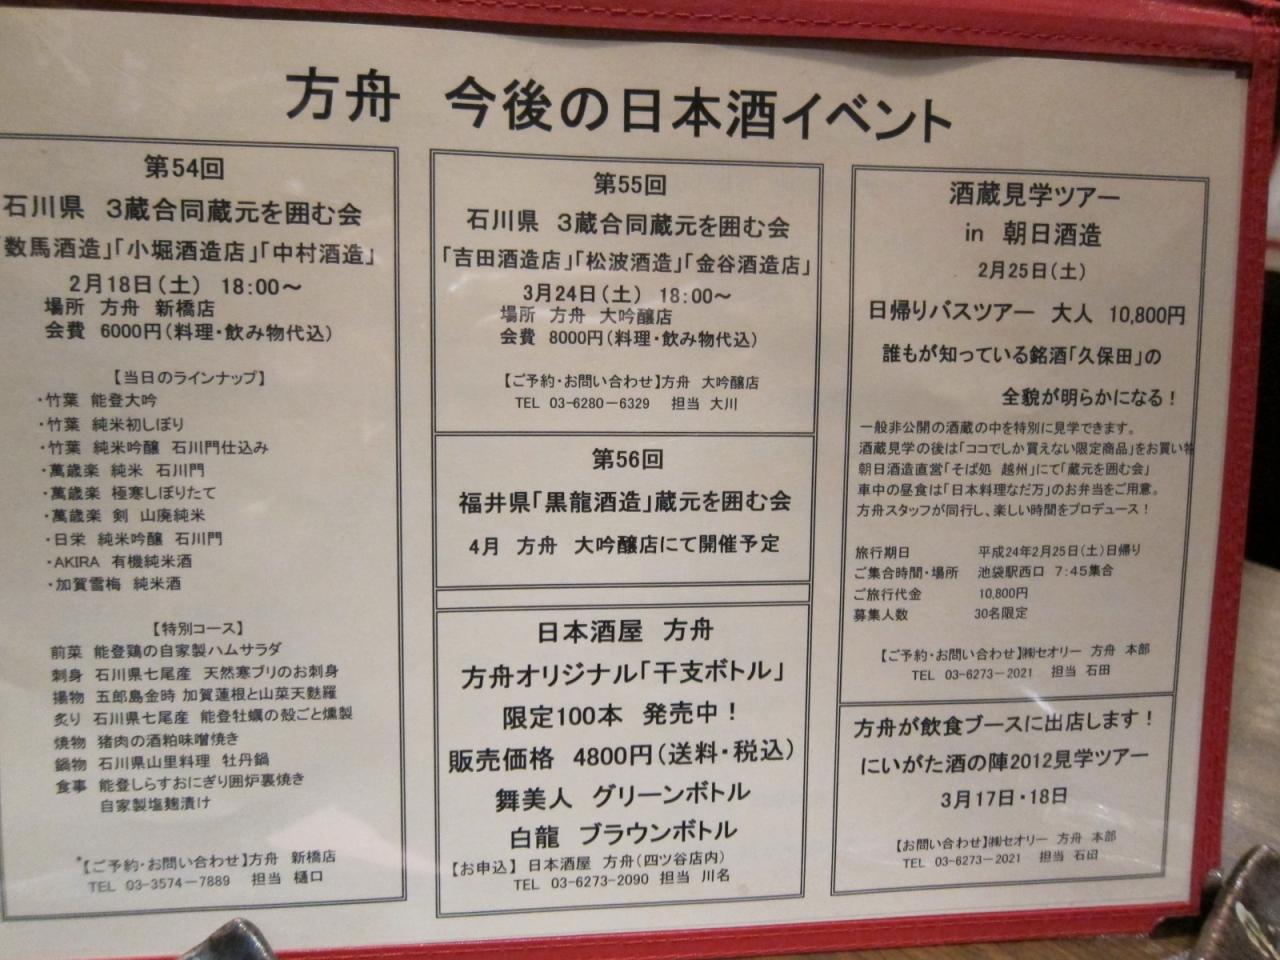 方舟　今後の日本酒イベント
第54回
石川県　3蔵合同蔵元を囲む会
「数馬酒造」「小堀酒造店」「中村酒造」
2月18日(土)　18:00～
場所　方舟　新橋店
会費　6000円(料理・飲み物代込)
【当日のラインナップ】
・竹葉　能登大吟
・竹葉　純米初しぼり
・竹葉　純米吟醸　石川門仕込み
・萬歳楽　純米　石川門
・萬歳楽　極寒しぼりたて
・萬歳楽　剣　山廃純米
・日栄　純米吟醸　石川門
・AKIRA　有機純米酒
・加賀雪梅　純米酒
【特別コース】
前菜　能登鶏の自家製ハムサラダ
刺身　石川県七尾産　天然寒ブリのお刺身
揚物　五郎島金時 加賀蓮根と山菜天麩羅
炙り　石川県七尾産　能登牡蠣の殻ごと燻製
焼物　猪肉の酒粕味噌焼き
鍋物　石川県山里料理　牡丹鍋
食事　能登しらすおにぎり囲炉裏焼き
自家製塩麹漬け
*【ご予約・お問い合わせ】方舟　新橋店
TEL　03-3574-7889　担当　樋口
第55回
石川県　3蔵合同蔵元を囲む会
「吉田酒造店」「松波酒造」「金谷酒造店」
3月24日(土)　18:00～
場所　方舟　大吟醸店
会費　8000円(料理・飲み物代込)
【ご予約・お問い合わせ】方舟　大吟醸店
TEL　03-6280-6329　担当　大川
第56回
福井県「黒龍酒造」蔵元を囲む会
4月　方舟　大吟醸店にて開催予定
日本酒屋　方舟
方舟オリジナル「干支ボトル」
限定100本　発売中！
販売価格　4800円(送料・税込)
舞美人　グリーンボトル
白龍　ブラウンボトル
【お申込】日本酒屋　方舟(四ツ谷店内)
TEL　03-6273-2090　担当　川名
酒蔵見学ツアー
in　朝日酒造
2月25日(土)
日帰りバスツアー　大人　10,800円
誰もが知っている銘酒「久保田」の
全貌が明らかになる！
一般非公開の酒蔵の中を特別に見学できます。
酒蔵見学の後は「ココでしか買えない限定商品」をお買い物
朝日酒造直営「そば処　越州」にて「蔵元を囲む会」
車中の昼食は「日本料理なだ万」のお弁当をご用意。
方舟スタッフが同行し、楽しい時間をプロデュース！
旅行期日　平成24年2月25日(土)日帰り
ご集合時間・場所　池袋駅西口　7:45集合
ご旅行代金　10,800円
募集人数　30名限定
【ご予約・お問い合わせ】㈱セオリー　方舟　本部
TEL　03-6273-2021　担当　石田
方舟が飲食ブースに出店します！
にいがた酒の陣2012見学ツアー
3月17日・18日
【お問い合わせ】㈱セオリー　方舟　本部
TEL　03-6273-2021　担当　石田